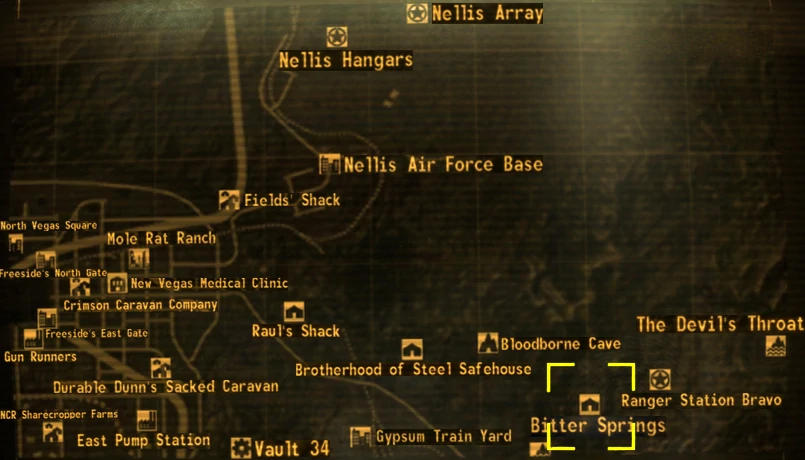 Nellis Array
Nellis Hangars
Nellis Air Force Base
Fields' Shack
North Vegas Square
Mole Rat Ranch
Freeside's North Gate
New Vegas Medical Clinic
Crimson Caravan Company
The Devil's Throat
Freeside's East Gate
Raul's Shack
Bloodborne Cave
Gun Runners
Brotherhood of Steel Safehouse
Durable Dunn's Sacked Caravan
Ranger Station Bravo
NCR Sharecropper Farms
Bitter Springs
East Pump Station
Gypsum Train Yard
Vault 34